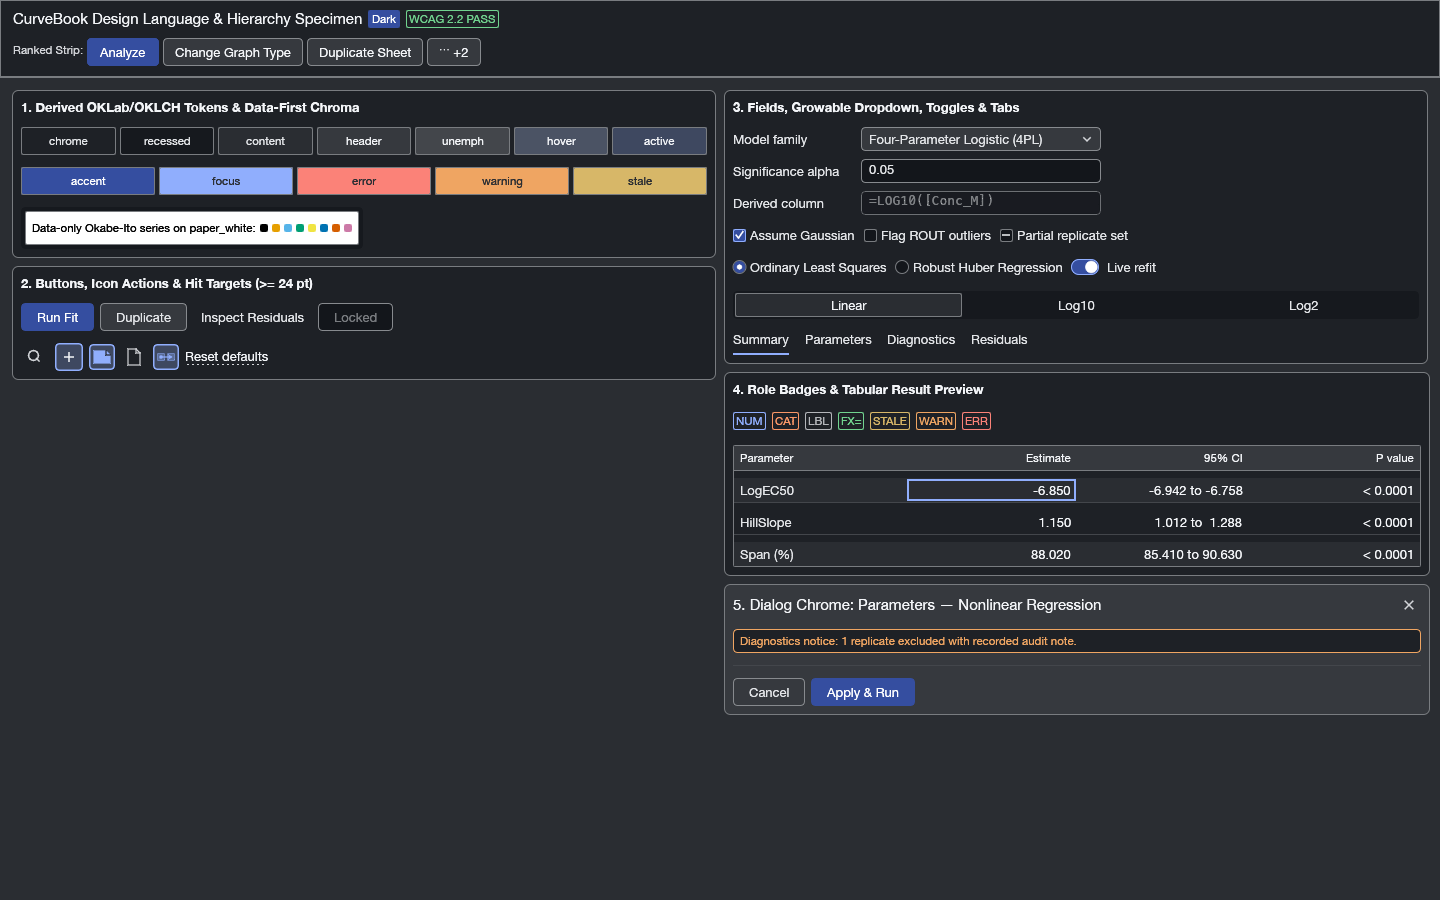 CurveBook Design Language & Hierarchy Specimen Dark WCAG 2.2 PASS
Ranked Strip: Analyze Change Graph Type Duplicate Sheet ··· +2
1. Derived OKLab/OKLCH Tokens & Data-First Chroma
chrome recessed content header unemph hover active
accent focus error warning stale
Data-only Okabe-Ito series on paper_white:
2. Buttons, Icon Actions & Hit Targets (>= 24 pt)
Run Fit Duplicate Inspect Residuals Locked
Reset defaults
3. Fields, Growable Dropdown, Toggles & Tabs
Model family Four-Parameter Logistic (4PL)
Significance alpha 0.05
Derived column =LOG10([Conc_M])
Assume Gaussian Flag ROUT outliers Partial replicate set
Ordinary Least Squares Robust Huber Regression Live refit
Linear Log10 Log2
Summary Parameters Diagnostics Residuals
4. Role Badges & Tabular Result Preview
NUM CAT LBL FX= STALE WARN ERR
Parameter Estimate 95% CI P value
LogEC50 -6.850 -6.942 to -6.758 < 0.0001
HillSlope 1.150 1.012 to 1.288 < 0.0001
Span (%) 88.020 85.410 to 90.630 < 0.0001
5. Dialog Chrome: Parameters — Nonlinear Regression
Diagnostics notice: 1 replicate excluded with recorded audit note.
Cancel Apply & Run